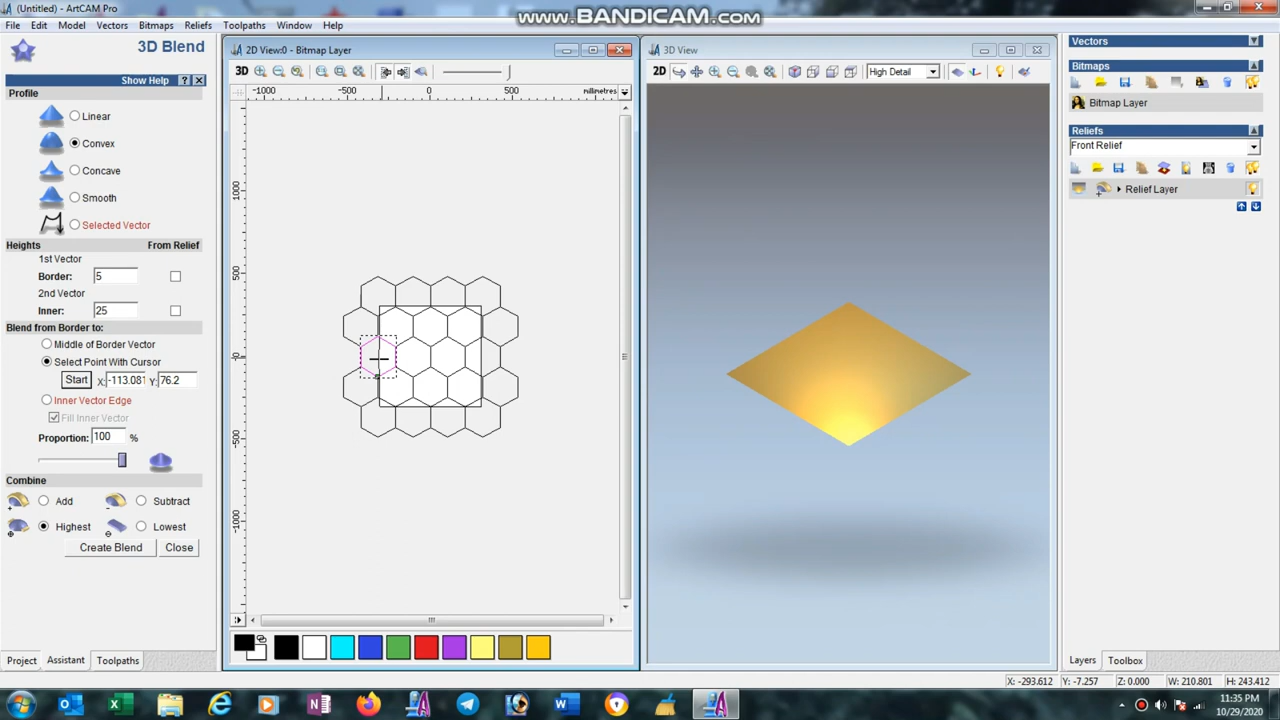 (Untitled) - ArtCAM Pro
www.BANDICAM.com
File Edit Model Vectors Bitmaps Reliefs Toolpaths Window Help
3D Blend
Show Help ? X
Profile
Linear
Convex
Concave
Smooth
Selected Vector
Heights From Relief
1st Vector
Border: 5
2nd Vector
Inner: 25
Blend from Border to:
Middle of Border Vector
Select Point With Cursor
Start X: -113.081 Y: 76.2
Inner Vector Edge
Fill Inner Vector
Proportion: 100 %
Combine
Add Subtract
Highest Lowest
Create Blend Close
Project Assistant Toolpaths
2D View:0 - Bitmap Layer
3D
-1000 -500 0 500 millimetres
1000
500
0
-500
-1000
3D View
2D High Detail
Vectors
Bitmaps
Bitmap Layer
Reliefs
Front Relief
Relief Layer
Layers Toolbox
X: -293.612 Y: -7.257 Z: 0.000 W: 210.801 H: 243.412
11:35 PM
10/29/2020